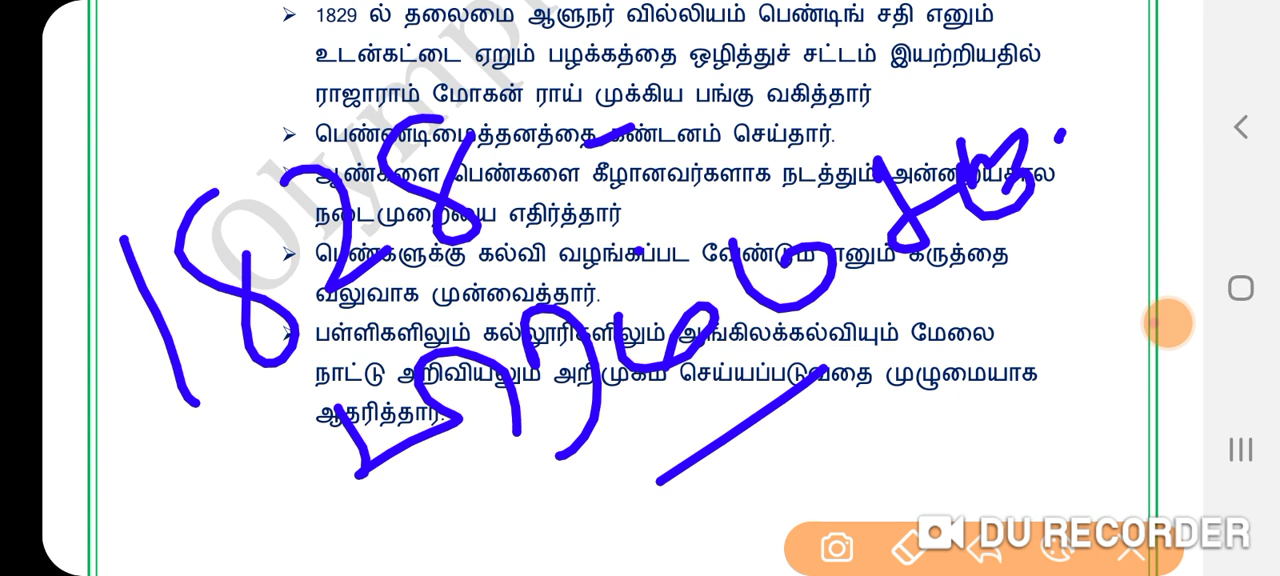 ➤ 1829 ல் தலைமை ஆளுநர் வில்லியம் பெண்டிங் சதி எனும்
உடன்கட்டை ஏறும் பழக்கத்தை ஒழித்துச் சட்டம் இயற்றியதில்
ராஜாராம் மோகன் ராய் முக்கிய பங்கு வகித்தார்
➤ பெண்ணடிமைத்தனத்தை கண்டனம் செய்தார்.
➤ ஆண்களை பெண்களை கீழானவர்களாக நடத்தும் அன்றையகால
நடைமுறையை எதிர்த்தார்
➤ பெண்களுக்கு கல்வி வழங்கப்பட வேண்டும் எனும் கருத்தை
வலுவாக முன்வைத்தார்.
➤ பள்ளிகளிலும் கல்லூரிகளிலும் ஆங்கிலக்கல்வியும் மேலை
நாட்டு அறிவியலும் அறிமுகம் செய்யப்படுவதை முழுமையாக
ஆதரித்தார்.
1828 -
Olymp
DU RECORDER